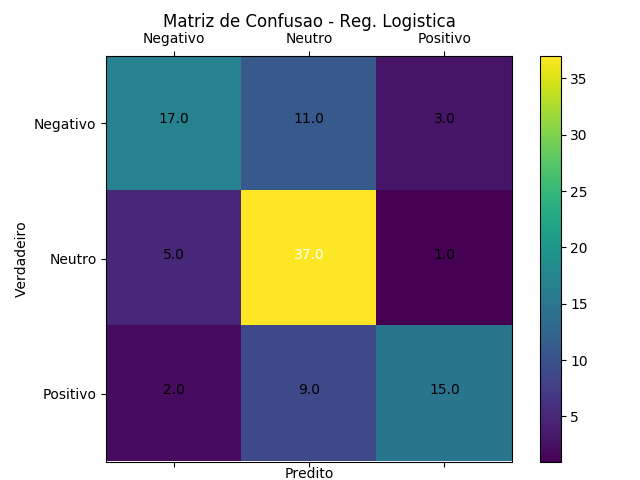 Matriz de Confusao - Reg. Logistica
Negativo Neutro Positivo
Negativo 17.0 11.0 3.0
Neutro 5.0 37.0 1.0
Positivo 2.0 9.0 15.0
Verdadeiro
Predito
35
30
25
20
15
10
5